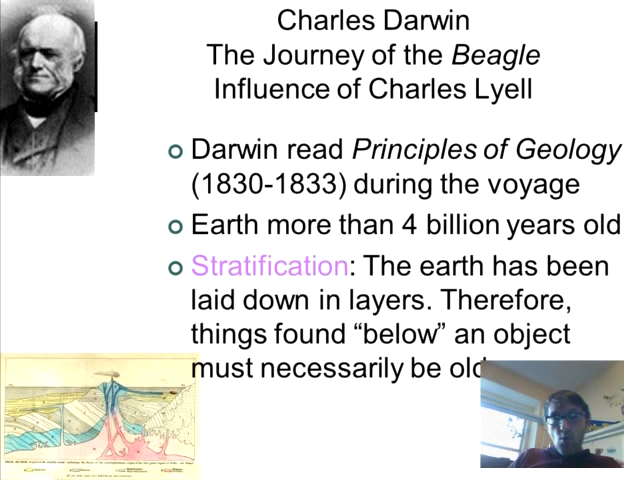 Charles Darwin
The Journey of the Beagle
Influence of Charles Lyell
Darwin read Principles of Geology
(1830-1833) during the voyage
Earth more than 4 billion years old
Stratification: The earth has been
laid down in layers. Therefore,
things found “below” an object
must necessarily be old